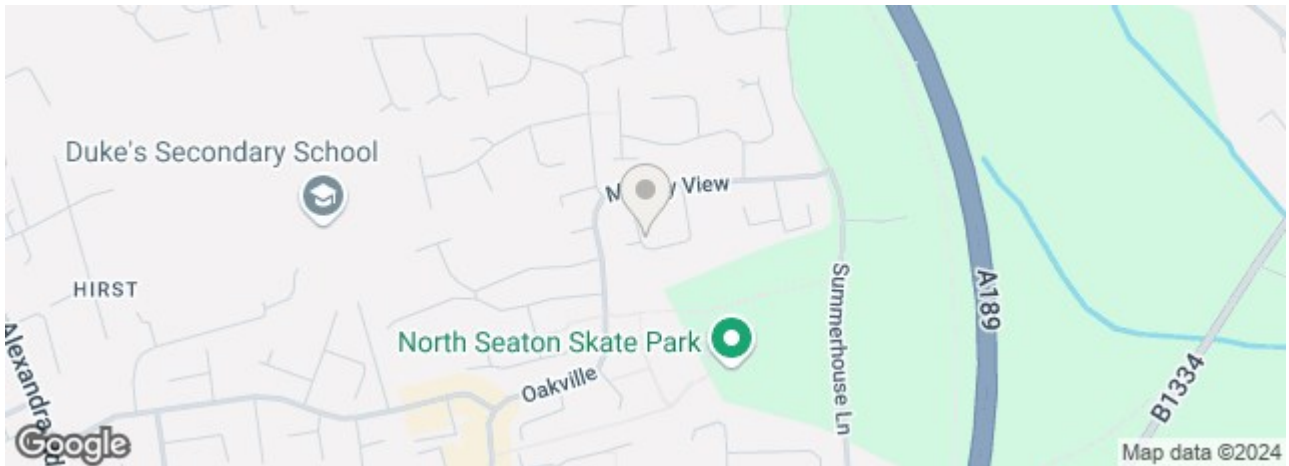 Duke's Secondary School
View
HIRST
A189
Summerhouse Ln
North Seaton Skate Park
Oakville
B1334
Google
Map data ©2024